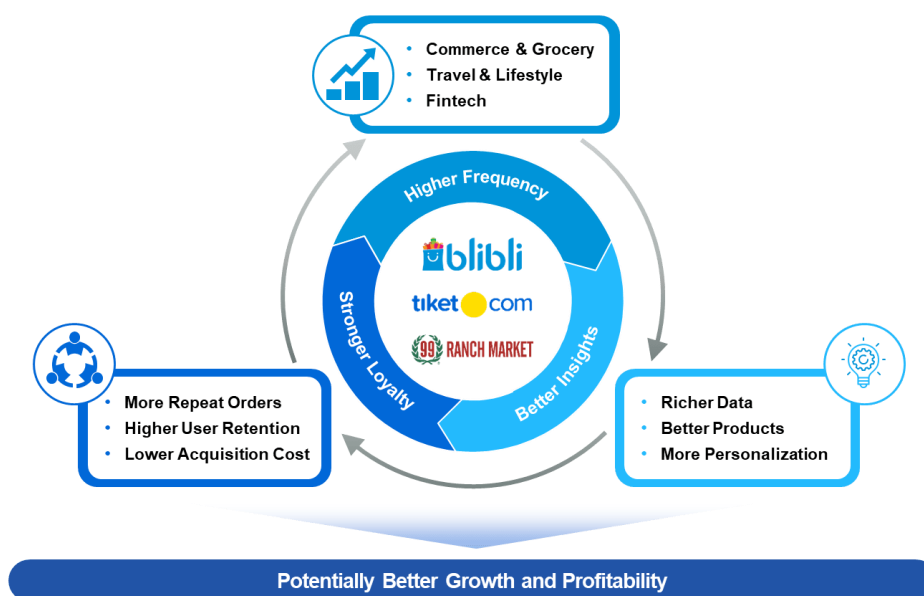 Commerce & Grocery
Travel & Lifestyle
Fintech
Higher Frequency
blibli
tiket com
99 RANCH MARKET
Stronger Loyalty
Better Insights
More Repeat Orders
Higher User Retention
Lower Acquisition Cost
Richer Data
Better Products
More Personalization
Potentially Better Growth and Profitability